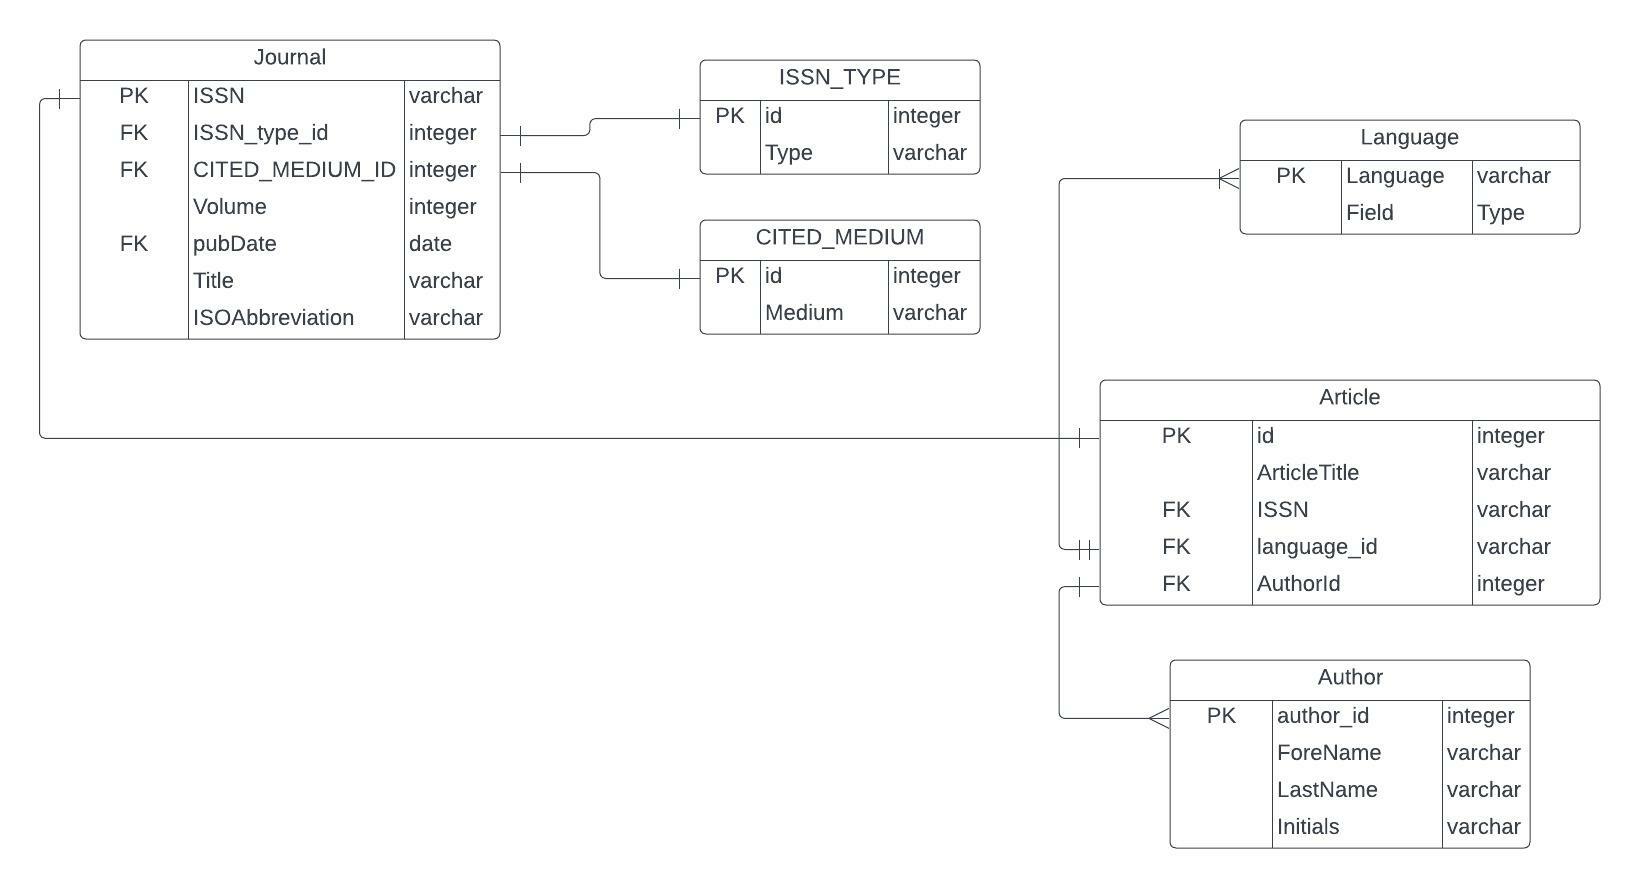 Journal
PK ISSN varchar
FK ISSN_type_id integer
FK CITED_MEDIUM_ID integer
Volume integer
FK pubDate date
Title varchar
ISOAbbreviation varchar
ISSN_TYPE
PK id integer
Type varchar
CITED_MEDIUM
PK id integer
Medium varchar
Language
PK Language varchar
Field Type
Article
PK id integer
ArticleTitle varchar
FK ISSN varchar
FK language_id varchar
FK AuthorId integer
Author
PK author_id integer
ForeName varchar
LastName varchar
Initials varchar